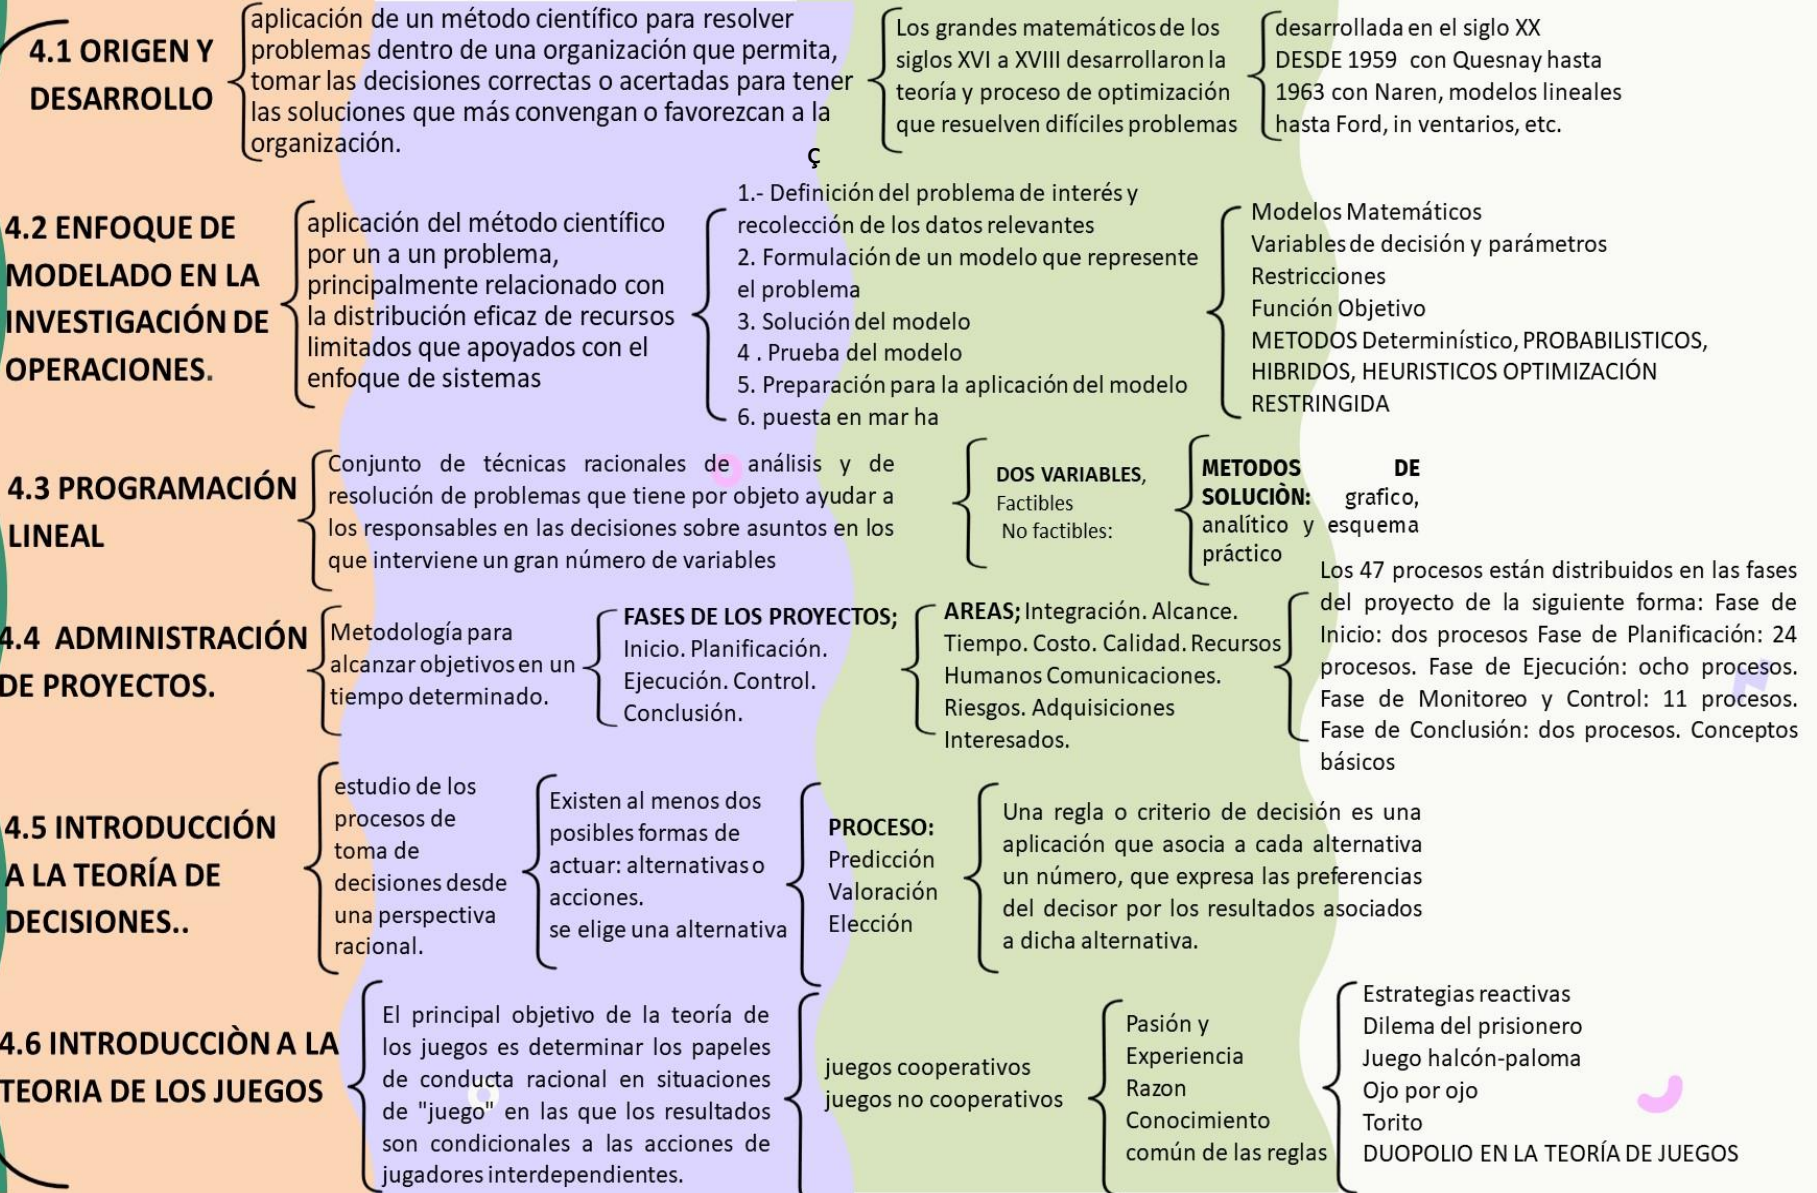 4.1 ORIGEN Y
DESARROLLO
aplicación de un método científico para resolver
problemas dentro de una organización que permita,
tomar las decisiones correctas o acertadas para tener
las soluciones que más convengan o favorezcan a la
organización.
Los grandes matemáticos de los
siglos XVI a XVIII desarrollaron la
teoría y proceso de optimización
que resuelven difíciles problemas
desarrollada en el siglo XX
DESDE 1959 con Quesnay hasta
1963 con Naren, modelos lineales
hasta Ford, in ventarios, etc.
ç
4.2 ENFOQUE DE
MODELADO EN LA
INVESTIGACIÓN DE
OPERACIONES.
aplicación del método científico
por un a un problema,
principalmente relacionado con
la distribución eficaz de recursos
limitados que apoyados con el
enfoque de sistemas
1.- Definición del problema de interés y
recolección de los datos relevantes
2. Formulación de un modelo que represente
el problema
3. Solución del modelo
4 . Prueba del modelo
5. Preparación para la aplicación del modelo
6. puesta en mar ha
Modelos Matemáticos
Variables de decisión y parámetros
Restricciones
Función Objetivo
METODOS Determinístico, PROBABILISTICOS,
HIBRIDOS, HEURISTICOS OPTIMIZACIÓN
RESTRINGIDA
4.3 PROGRAMACIÓN
LINEAL
Conjunto de técnicas racionales de análisis y de
resolución de problemas que tiene por objeto ayudar a
los responsables en las decisiones sobre asuntos en los
que interviene un gran número de variables
DOS VARIABLES,
Factibles
No factibles:
METODOS DE
SOLUCIÒN: grafico,
analítico y esquema
práctico
4.4 ADMINISTRACIÓN
DE PROYECTOS.
Metodología para
alcanzar objetivos en un
tiempo determinado.
FASES DE LOS PROYECTOS;
Inicio. Planificación.
Ejecución. Control.
Conclusión.
AREAS; Integración. Alcance.
Tiempo. Costo. Calidad. Recursos
Humanos Comunicaciones.
Riesgos. Adquisiciones
Interesados.
Los 47 procesos están distribuidos en las fases
del proyecto de la siguiente forma: Fase de
Inicio: dos procesos Fase de Planificación: 24
procesos. Fase de Ejecución: ocho procesos.
Fase de Monitoreo y Control: 11 procesos.
Fase de Conclusión: dos procesos. Conceptos
básicos
4.5 INTRODUCCIÓN
A LA TEORÍA DE
DECISIONES..
estudio de los
procesos de
toma de
decisiones desde
una perspectiva
racional.
Existen al menos dos
posibles formas de
actuar: alternativas o
acciones.
se elige una alternativa
PROCESO:
Predicción
Valoración
Elección
Una regla o criterio de decisión es una
aplicación que asocia a cada alternativa
un número, que expresa las preferencias
del decisor por los resultados asociados
a dicha alternativa.
4.6 INTRODUCCIÒN A LA
TEORIA DE LOS JUEGOS
El principal objetivo de la teoría de
los juegos es determinar los papeles
de conducta racional en situaciones
de "juego" en las que los resultados
son condicionales a las acciones de
jugadores interdependientes.
juegos cooperativos
juegos no cooperativos
Pasión y
Experiencia
Razon
Conocimiento
común de las reglas
Estrategias reactivas
Dilema del prisionero
Juego halcón-paloma
Ojo por ojo
Torito
DUOPOLIO EN LA TEORÍA DE JUEGOS